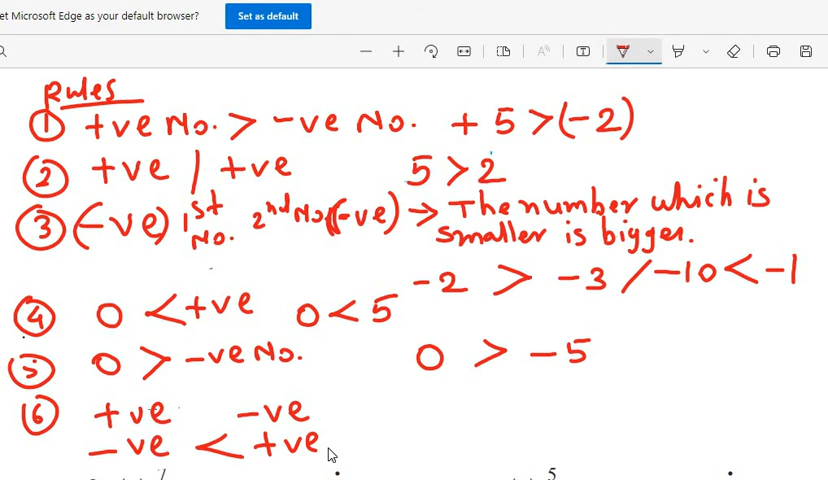 et Microsoft Edge as your default browser? Set as default
Rules
① +ve No. > -ve No. + 5 > (-2)
② +ve / +ve 5 > 2
③ (-ve) 1st No. 2nd No. (-ve) → The number which is
smaller is bigger.
-2 > -3 / -10 < -1
④ 0 < +ve 0 < 5
⑤ 0 > -ve No. 0 > -5
⑥ +ve -ve
-ve < +ve